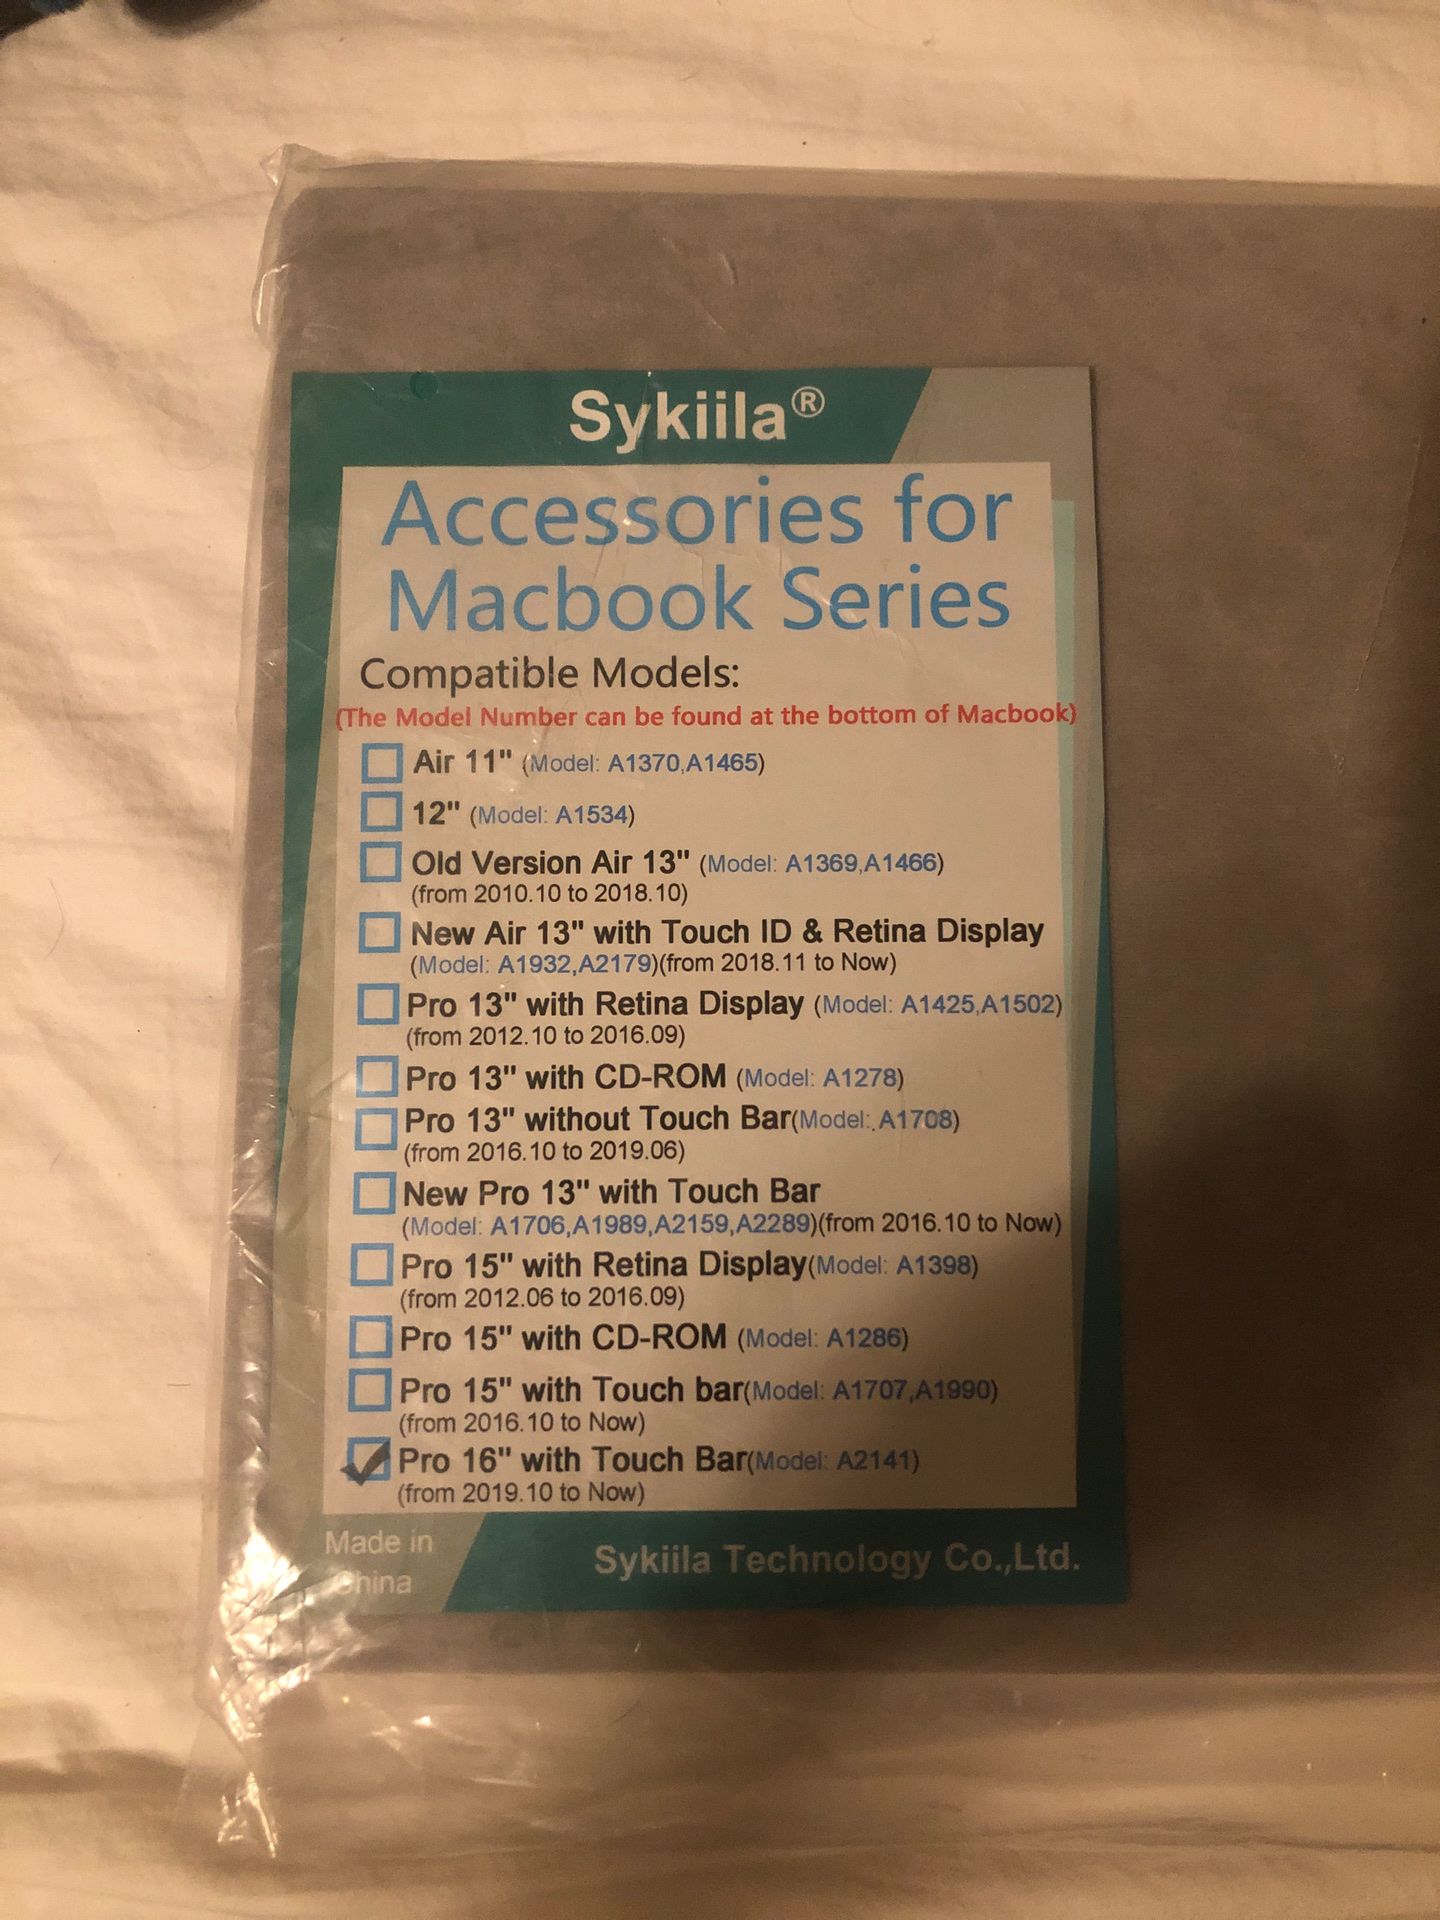 Sykiila®
Accessories for
Macbook Series
Compatible Models:
(The Model Number can be found at the bottom of Macbook)
Air 11" (Model: A1370,A1465)
12" (Model: A1534)
Old Version Air 13" (Model: A1369,A1466)
(from 2010.10 to 2018.10)
New Air 13" with Touch ID & Retina Display
(Model: A1932,A2179)(from 2018.11 to Now)
Pro 13" with Retina Display (Model: A1425,A1502)
(from 2012.10 to 2016.09)
Pro 13" with CD-ROM (Model: A1278)
Pro 13" without Touch Bar(Model: A1708)
(from 2016.10 to 2019.06)
New Pro 13" with Touch Bar
(Model: A1706,A1989,A2159,A2289)(from 2016.10 to Now)
Pro 15" with Retina Display(Model: A1398)
(from 2012.06 to 2016.09)
Pro 15" with CD-ROM (Model: A1286)
Pro 15" with Touch bar(Model: A1707,A1990)
(from 2016.10 to Now)
Pro 16" with Touch Bar(Model: A2141)
(from 2019.10 to Now)
Made in
China
Sykiila Technology Co.,Ltd.